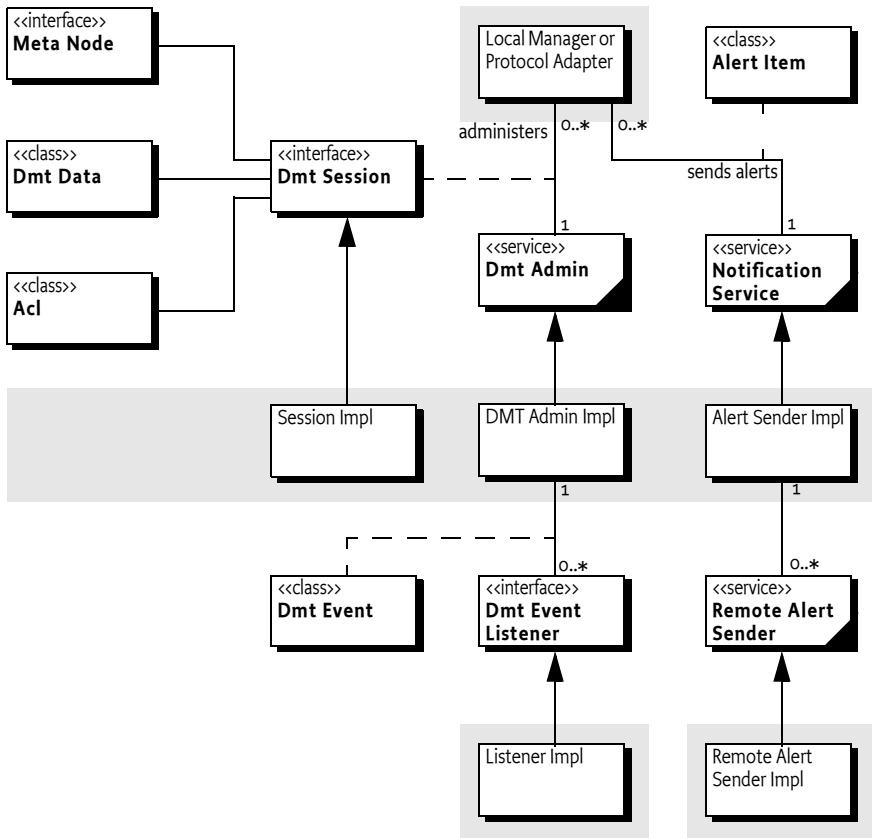 <<interface>>
Meta Node
Local Manager or
Protocol Adapter
<<class>>
Alert Item
administers
0..*
0..*
<<class>>
Dmt Data
<<interface>>
Dmt Session
sends alerts
1
1
<<service>>
Dmt Admin
<<service>>
Notification
Service
<<class>>
Acl
Session Impl
DMT Admin Impl
Alert Sender Impl
1
1
0..*
0..*
<<class>>
Dmt Event
<<interface>>
Dmt Event
Listener
<<service>>
Remote Alert
Sender
Listener Impl
Remote Alert
Sender Impl